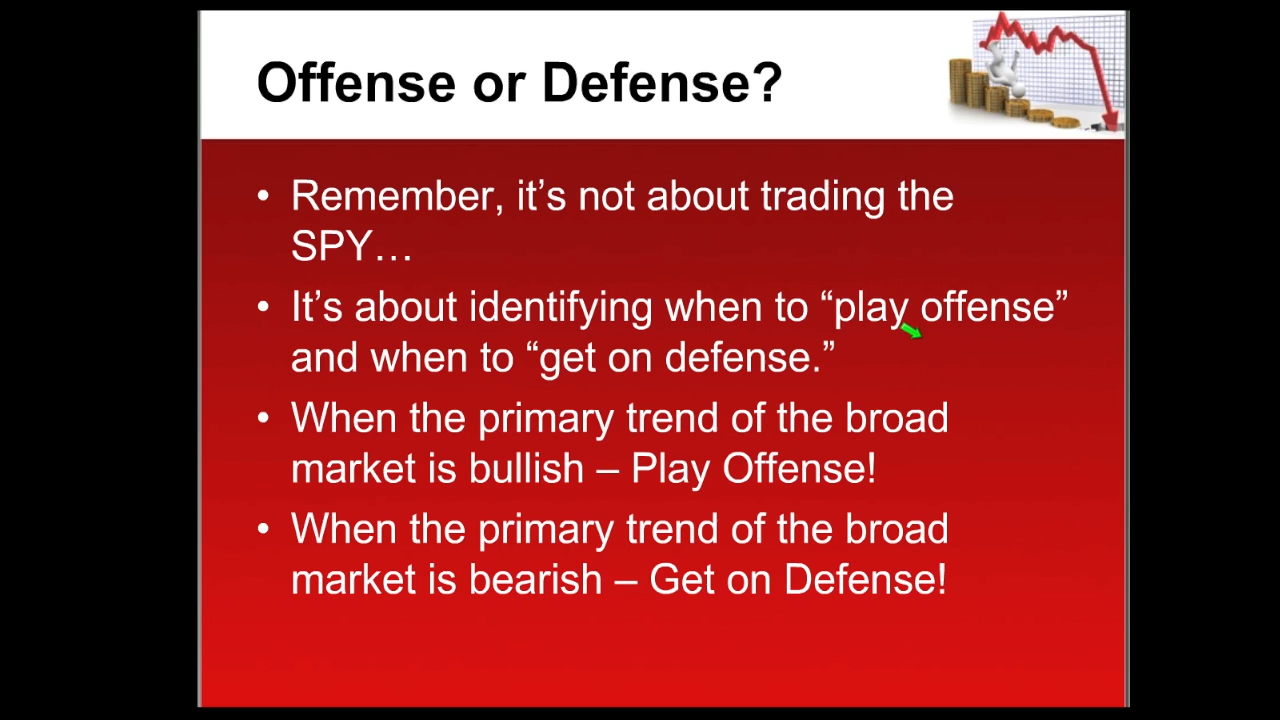 Offense or Defense?
• Remember, it’s not about trading the
SPY…
• It’s about identifying when to “play offense”
and when to “get on defense.”
• When the primary trend of the broad
market is bullish – Play Offense!
• When the primary trend of the broad
market is bearish – Get on Defense!